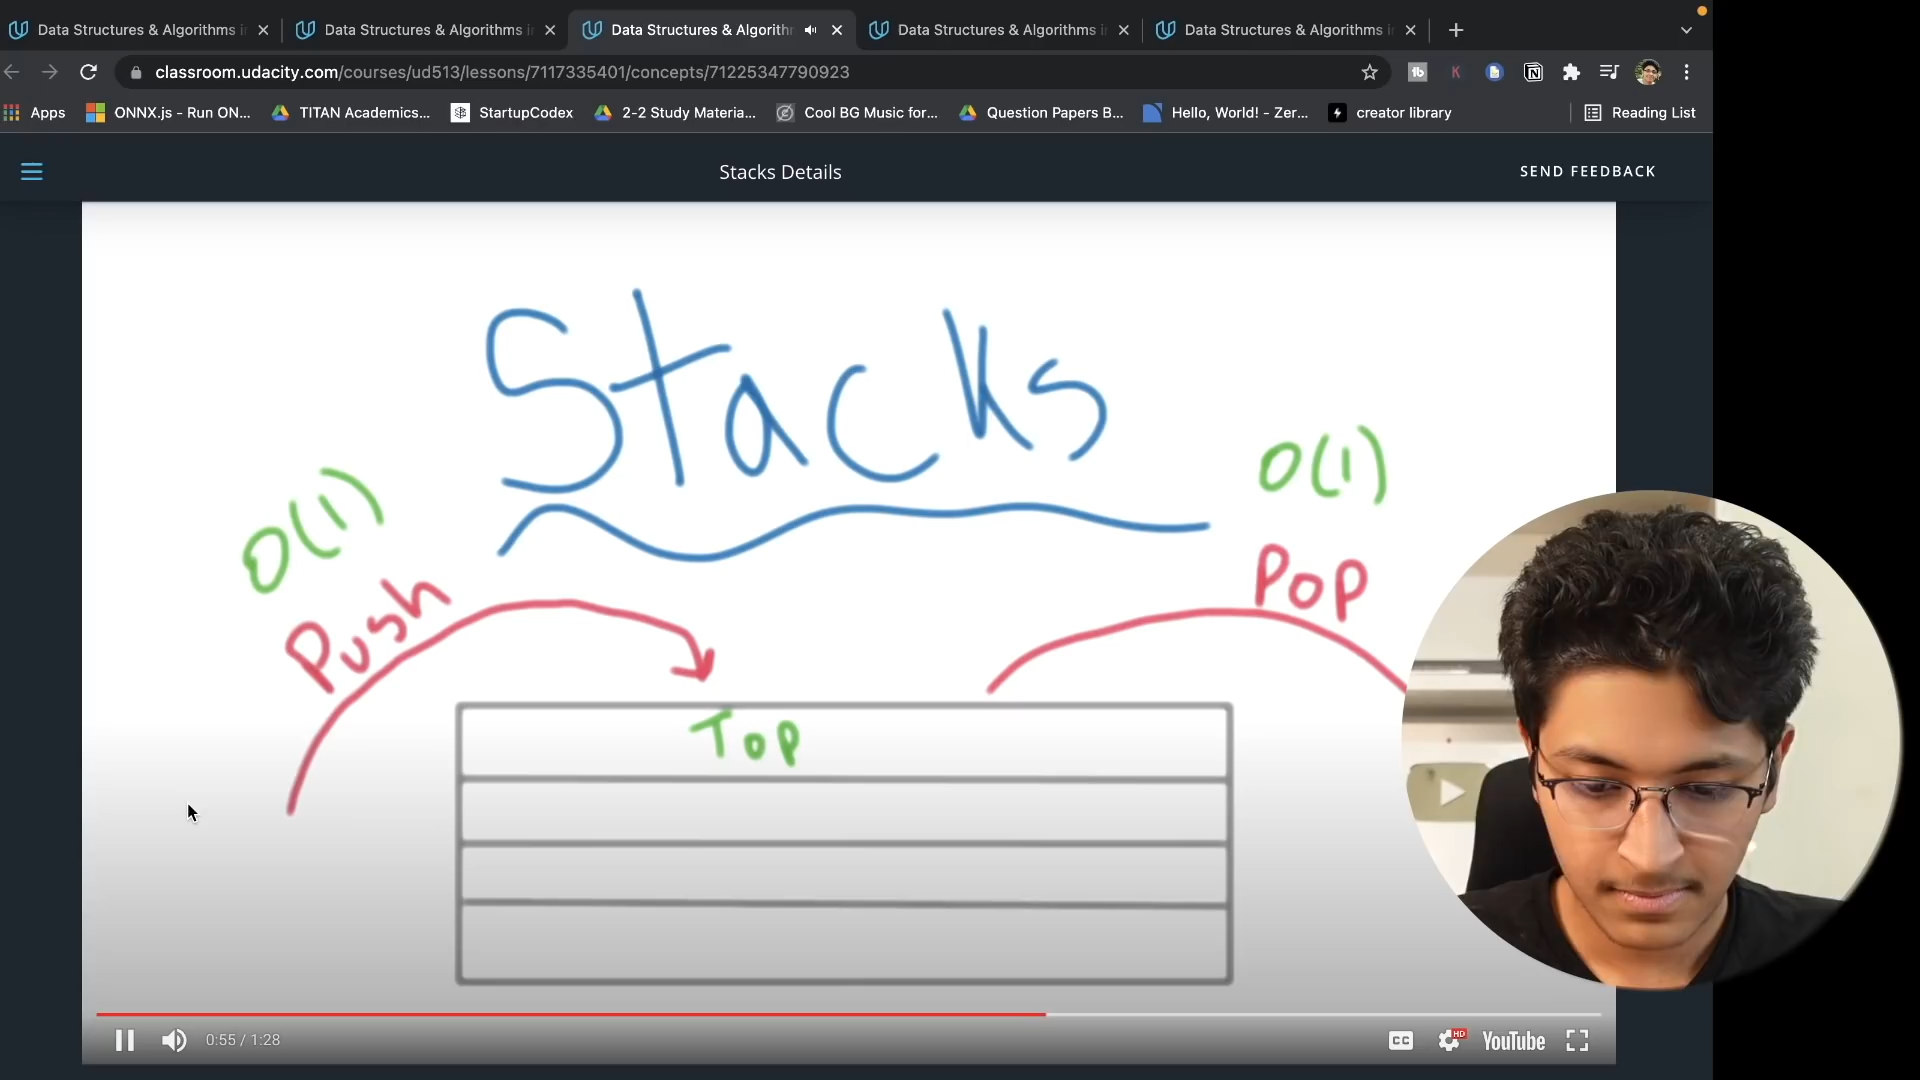 Data Structures & Algorithms i
Data Structures & Algorithms in
Data Structures & Algorith
Data Structures & Algorithms i
Data Structures & Algorithms i
classroom.udacity.com/courses/ud513/lessons/7117335401/concepts/71225347790923
Apps
ONNX.js - Run ON...
TITAN Academics...
StartupCodex
2-2 Study Materia...
Cool BG Music for...
Question Papers B...
Hello, World! - Zer...
creator library
Reading List
Stacks Details
SEND FEEDBACK
Stacks
O(1)
Push
O(1)
Pop
Top
0:55 / 1:28
CC
HD
YouTube